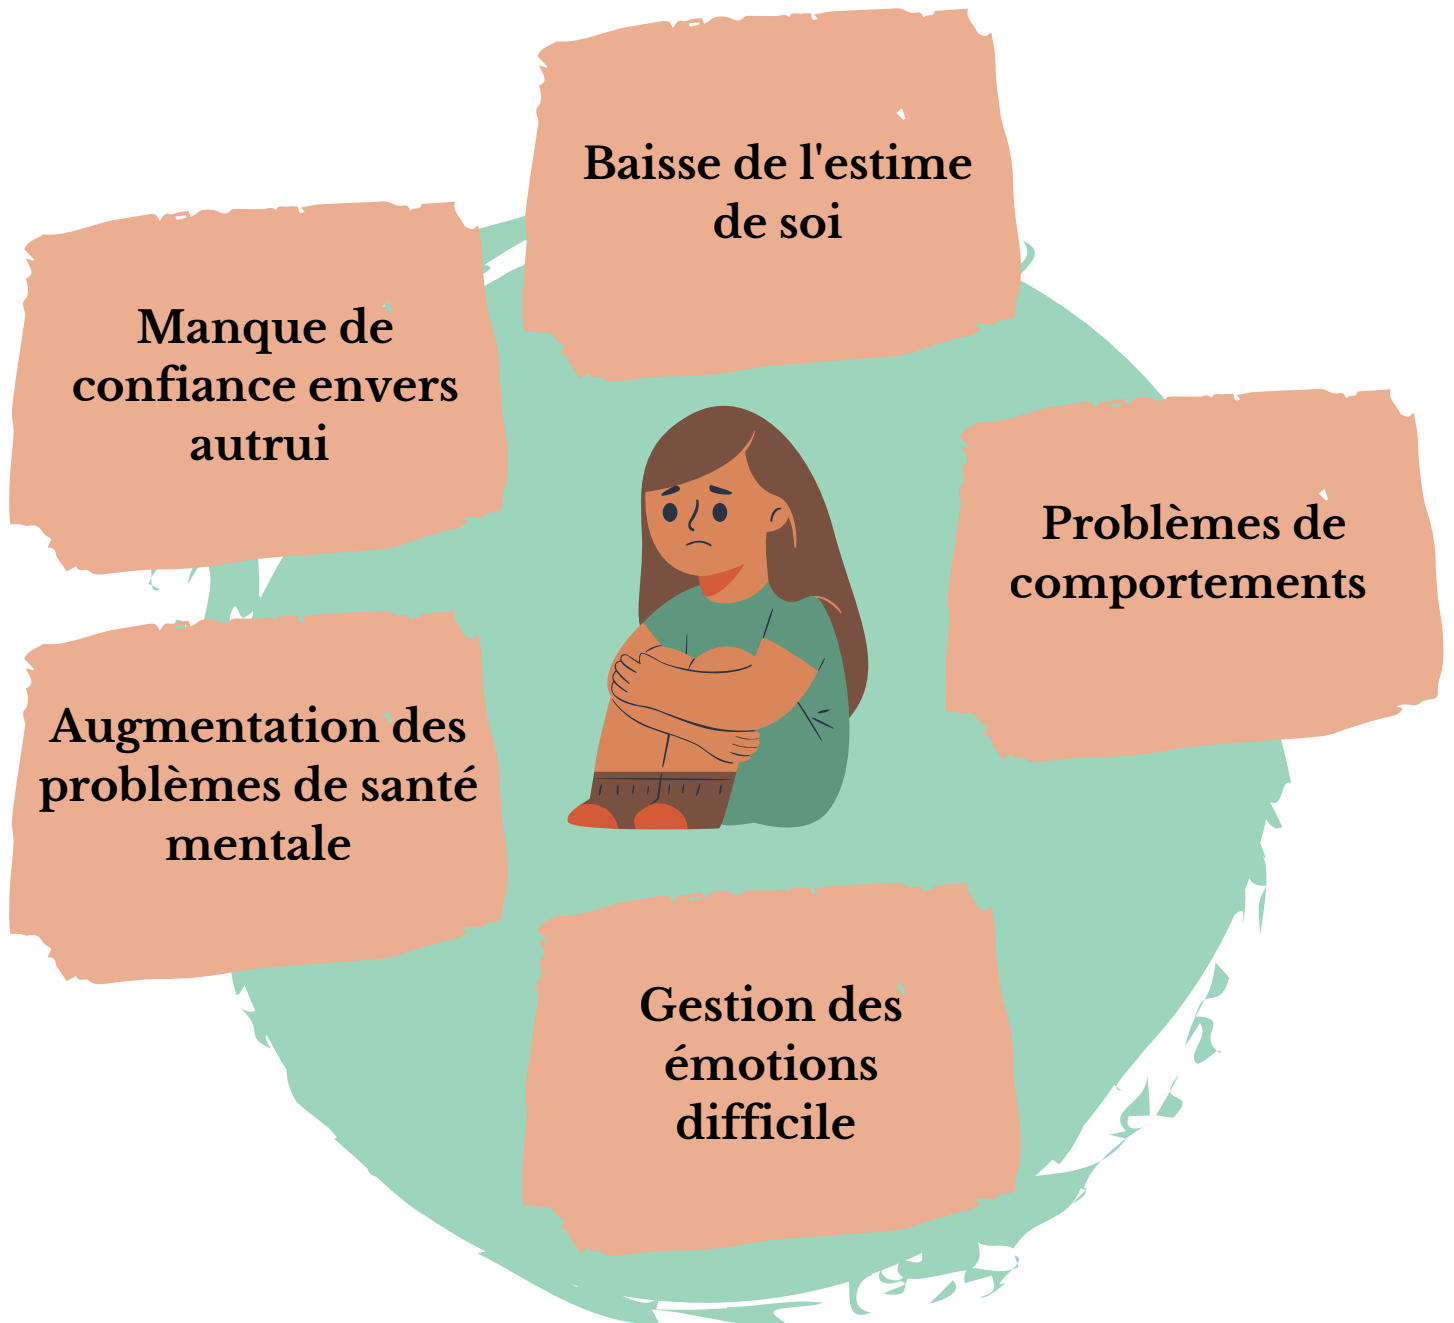 Baisse de l'estime
de soi
Manque de
confiance envers
autrui
Problèmes de
comportements
Augmentation des
problèmes de santé
mentale
Gestion des
émotions
difficile